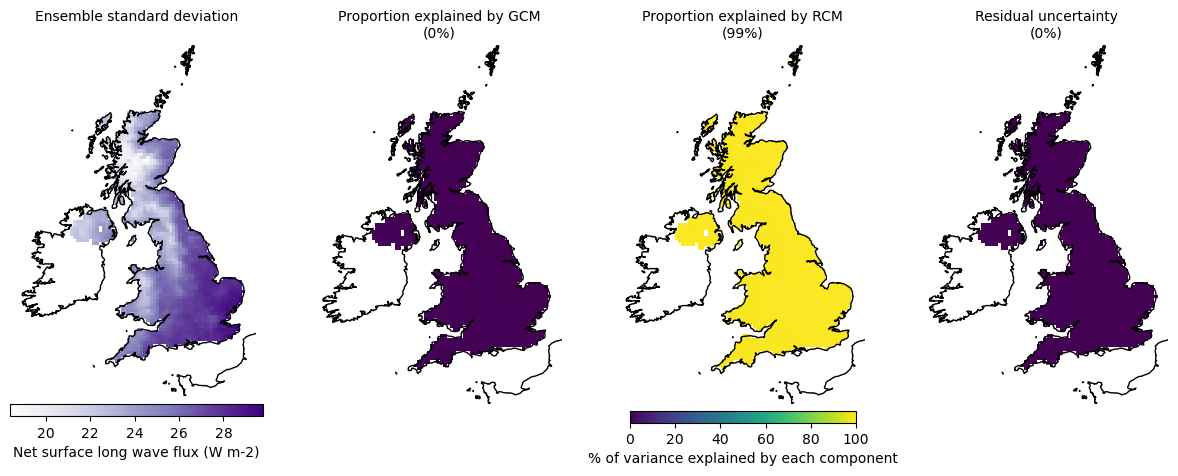 Ensemble standard deviation
Proportion explained by GCM
(0%)
Proportion explained by RCM
(99%)
Residual uncertainty
(0%)
20 22 24 26 28
Net surface long wave flux (W m-2)
0 20 40 60 80 100
% of variance explained by each component